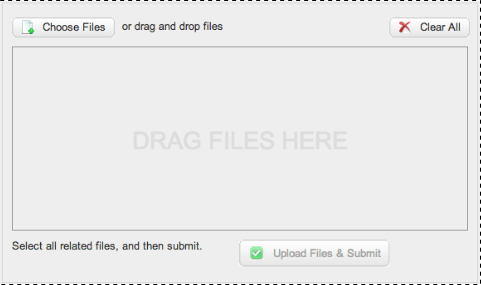 Choose Files or drag and drop files Clear All
DRAG FILES HERE
Select all related files, and then submit. Upload Files & Submit